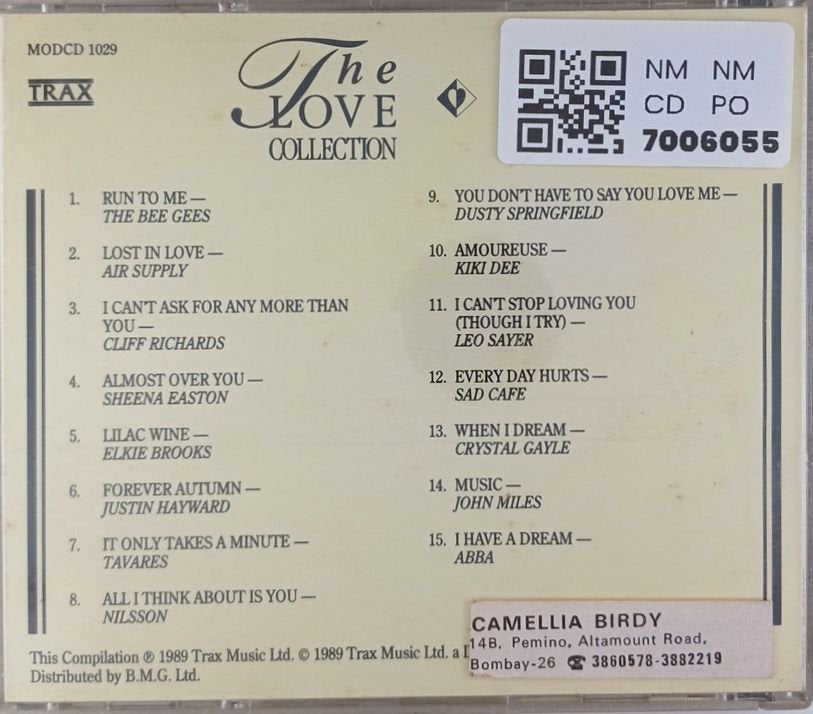 MODCD 1029
TRAX
The
LOVE
COLLECTION
NM NM
CD PO
7006055
1. RUN TO ME —
THE BEE GEES
2. LOST IN LOVE —
AIR SUPPLY
3. I CAN'T ASK FOR ANY MORE THAN
YOU —
CLIFF RICHARDS
4. ALMOST OVER YOU —
SHEENA EASTON
5. LILAC WINE —
ELKIE BROOKS
6. FOREVER AUTUMN —
JUSTIN HAYWARD
7. IT ONLY TAKES A MINUTE —
TAVARES
8. ALL I THINK ABOUT IS YOU —
NILSSON
9. YOU DON'T HAVE TO SAY YOU LOVE ME —
DUSTY SPRINGFIELD
10. AMOUREUSE —
KIKI DEE
11. I CAN'T STOP LOVING YOU
(THOUGH I TRY) —
LEO SAYER
12. EVERY DAY HURTS —
SAD CAFE
13. WHEN I DREAM —
CRYSTAL GAYLE
14. MUSIC —
JOHN MILES
15. I HAVE A DREAM —
ABBA
This Compilation ℗ 1989 Trax Music Ltd. © 1989 Trax Music Ltd. a
Distributed by B.M.G. Ltd.
CAMELLIA BIRDY
14B, Pemino, Altamount Road,
Bombay-26 ☎ 3860578-3882219